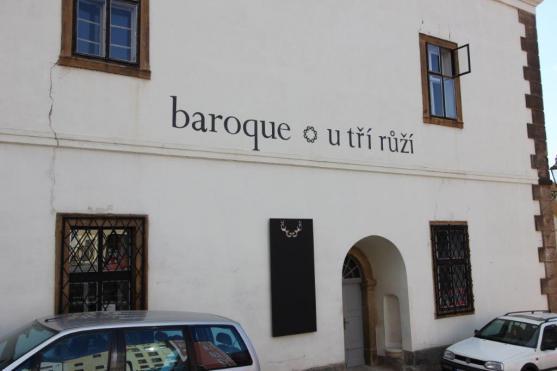 baroque u tří růží